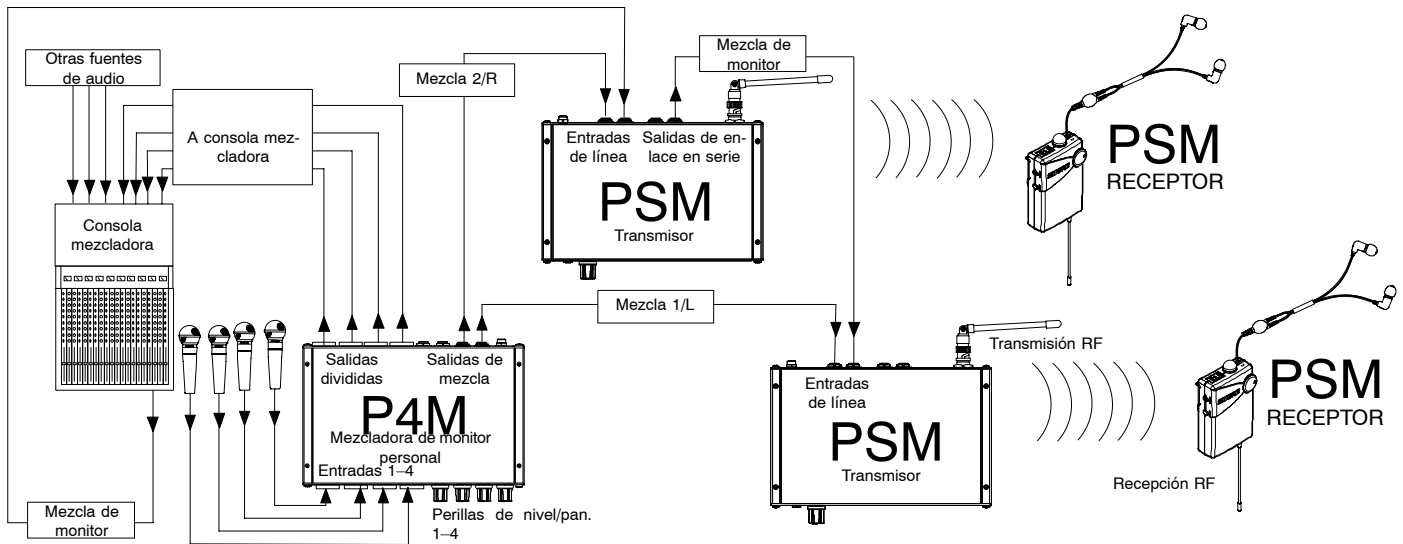 Otras fuentes
de audio
A consola mez-
cladora
Consola
mezcladora
Mezcla de
monitor
Mezcla 2/R
Mezcla de
monitor
Entradas
de línea
Salidas de en-
lace en serie
PSM
Transmisor
PSM
RECEPTOR
Mezcla 1/L
Salidas
divididas
Salidas de
mezcla
P4M
Mezcladora de monitor
personal
Entradas 1–4
Perillas de nivel/pan.
1–4
Entradas
de línea
PSM
Transmisor
Transmisión RF
PSM
RECEPTOR
Recepción RF